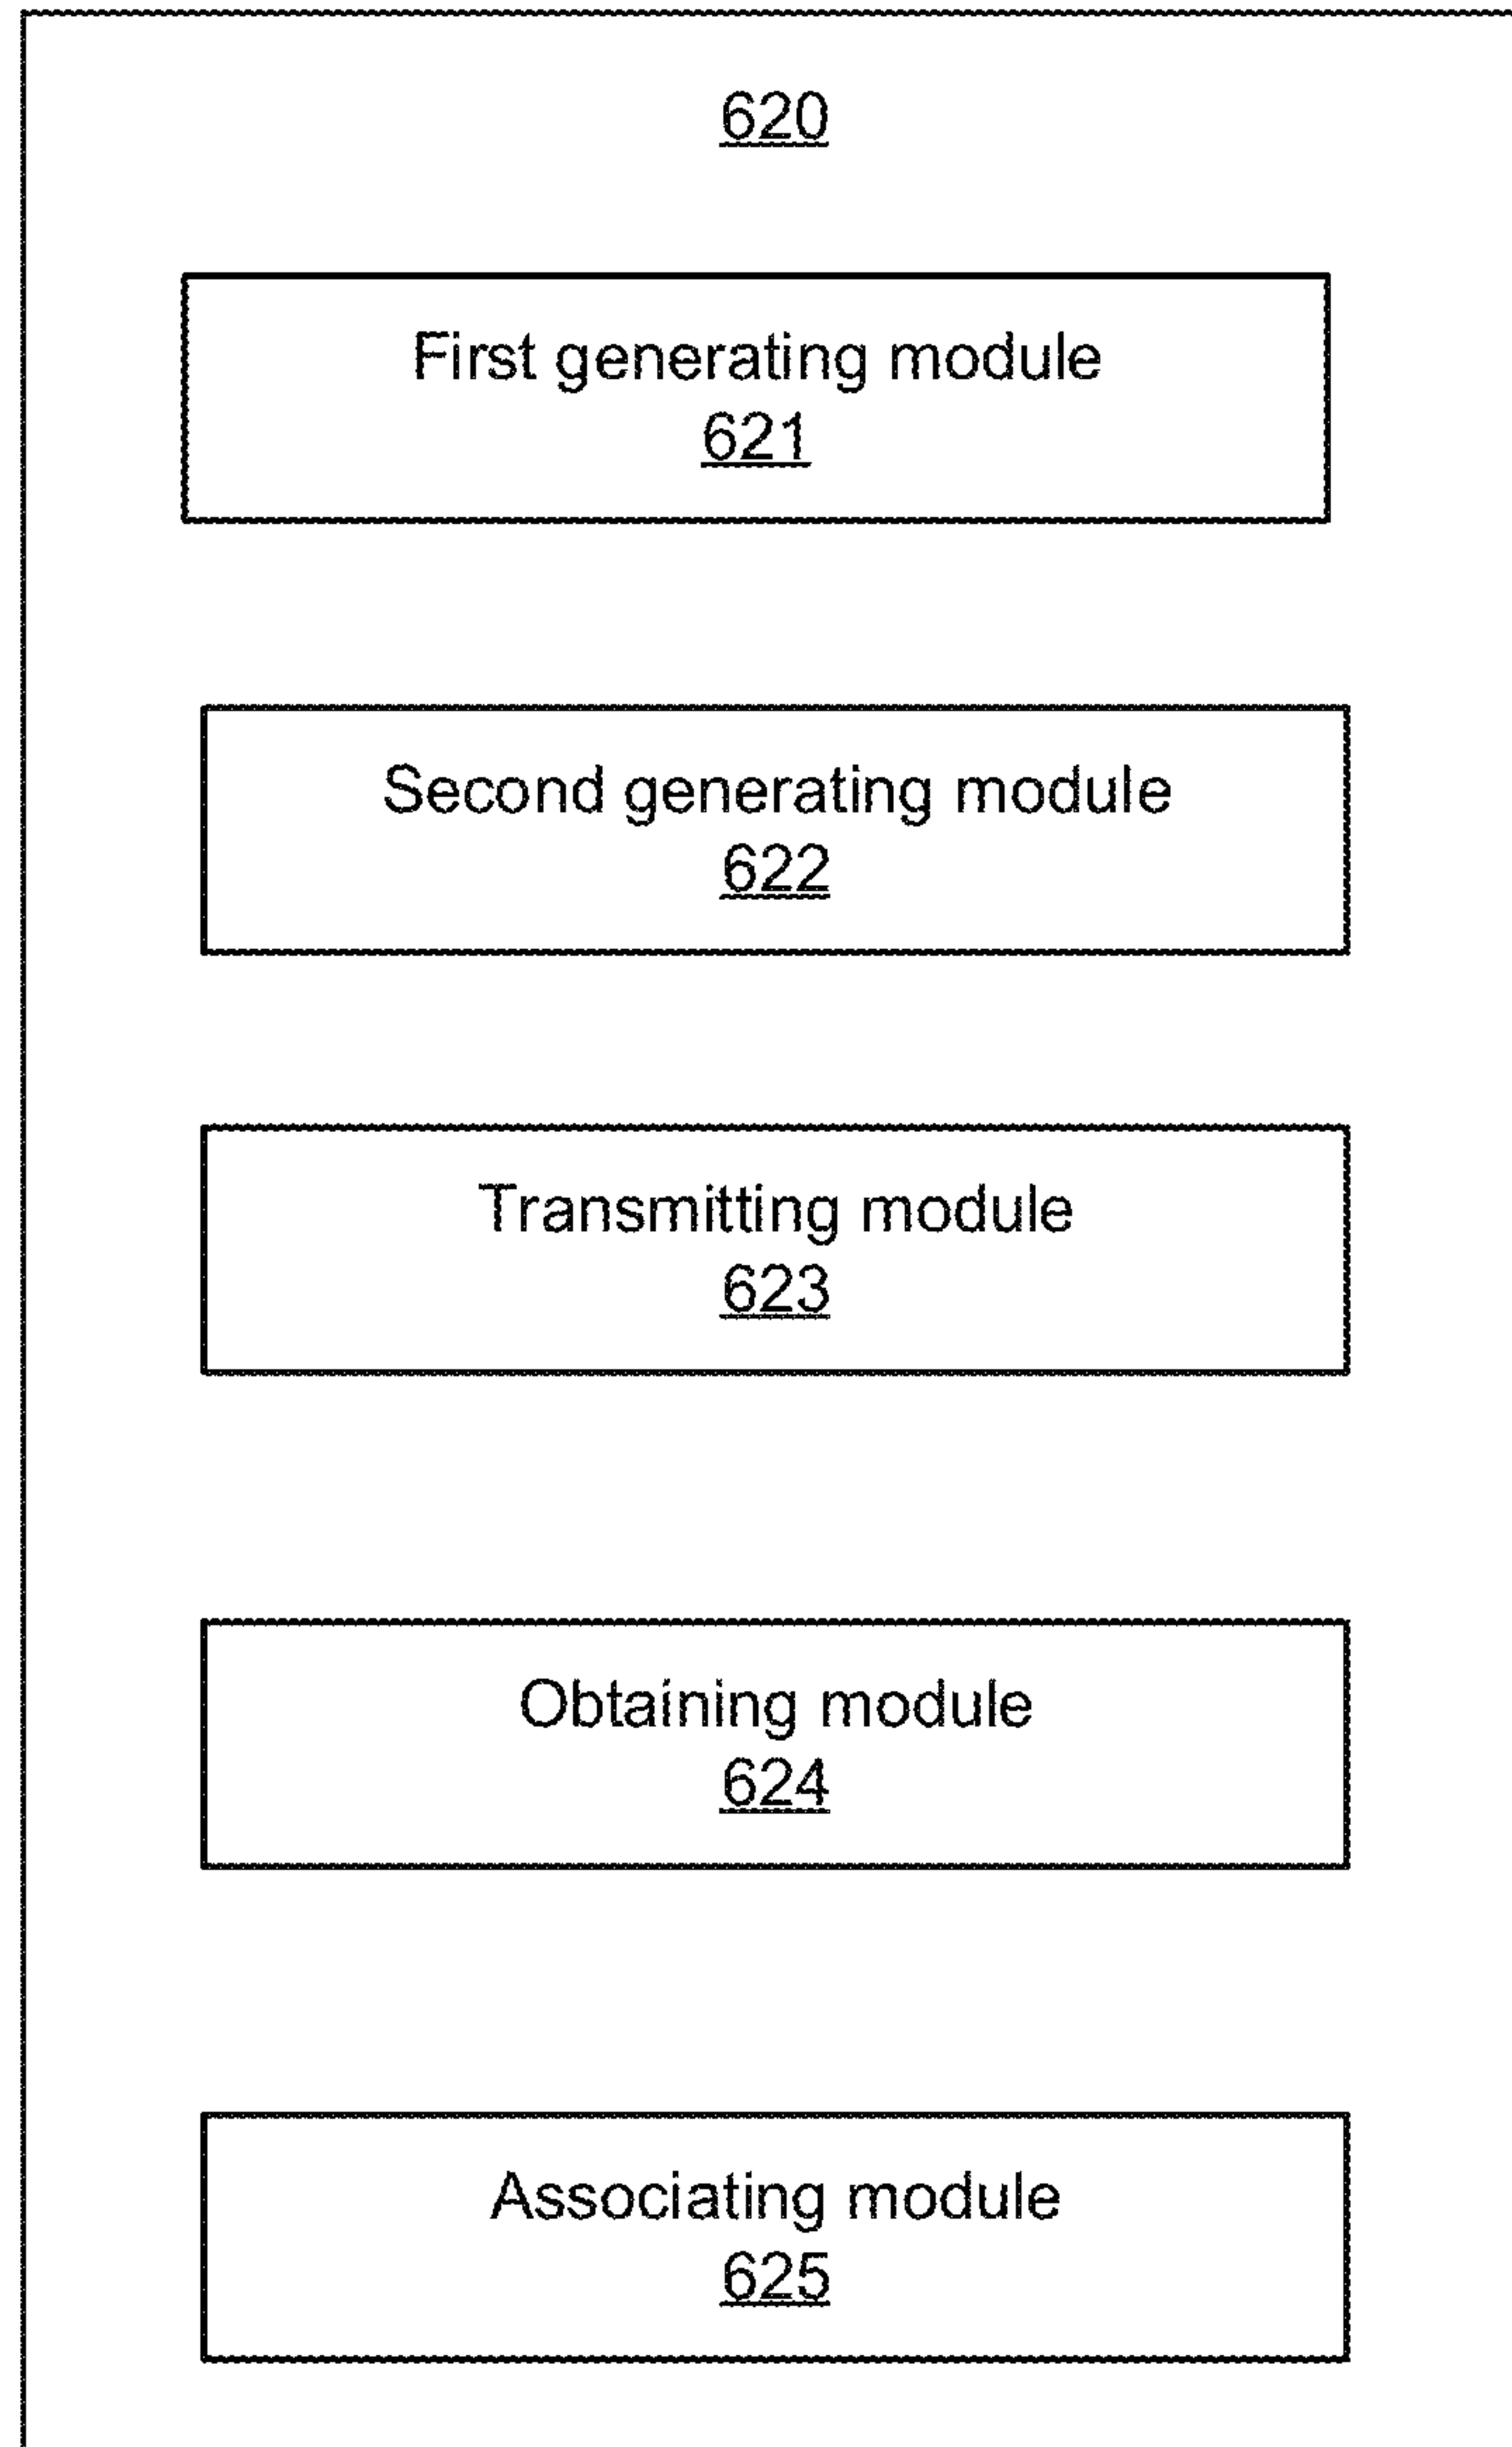 620
First generating module
621
Second generating module
622
Transmitting module
623
Obtaining module
624
Associating module
625